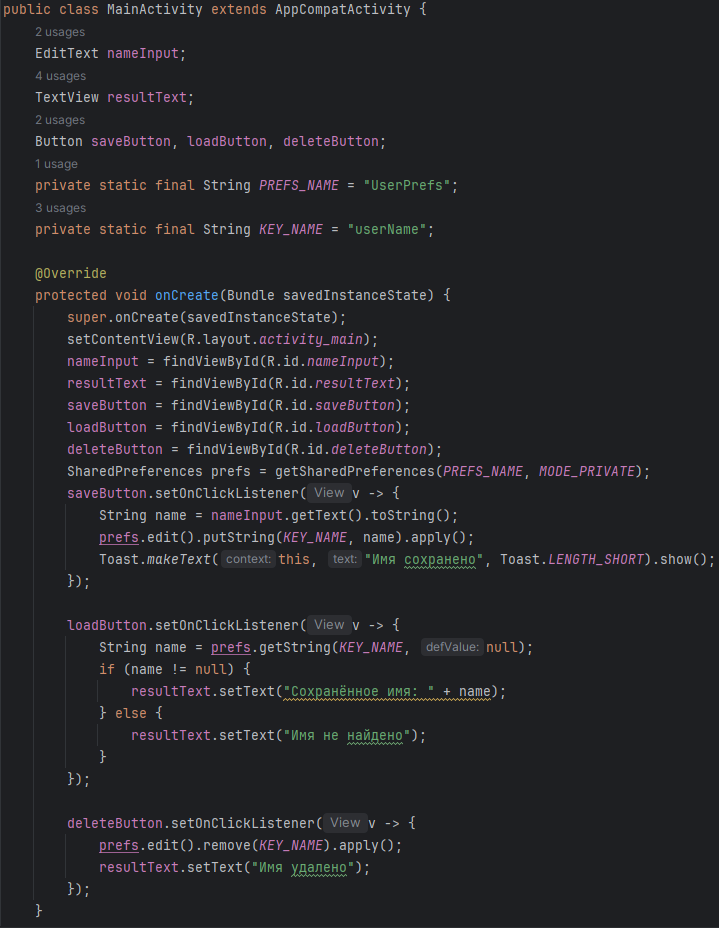 public class MainActivity extends AppCompatActivity {
2 usages
EditText nameInput;
4 usages
TextView resultText;
2 usages
Button saveButton, loadButton, deleteButton;
1 usage
private static final String PREFS_NAME = "UserPrefs";
3 usages
private static final String KEY_NAME = "userName";
@Override
protected void onCreate(Bundle savedInstanceState) {
super.onCreate(savedInstanceState);
setContentView(R.layout.activity_main);
nameInput = findViewById(R.id.nameInput);
resultText = findViewById(R.id.resultText);
saveButton = findViewById(R.id.saveButton);
loadButton = findViewById(R.id.loadButton);
deleteButton = findViewById(R.id.deleteButton);
SharedPreferences prefs = getSharedPreferences(PREFS_NAME, MODE_PRIVATE);
saveButton.setOnClickListener( View v -> {
String name = nameInput.getText().toString();
prefs.edit().putString(KEY_NAME, name).apply();
Toast.makeText( context: this, text: "Имя сохранено", Toast.LENGTH_SHORT).show();
});
loadButton.setOnClickListener( View v -> {
String name = prefs.getString(KEY_NAME, defValue: null);
if (name != null) {
resultText.setText("Сохранённое имя: " + name);
} else {
resultText.setText("Имя не найдено");
}
});
deleteButton.setOnClickListener( View v -> {
prefs.edit().remove(KEY_NAME).apply();
resultText.setText("Имя удалено");
});
}